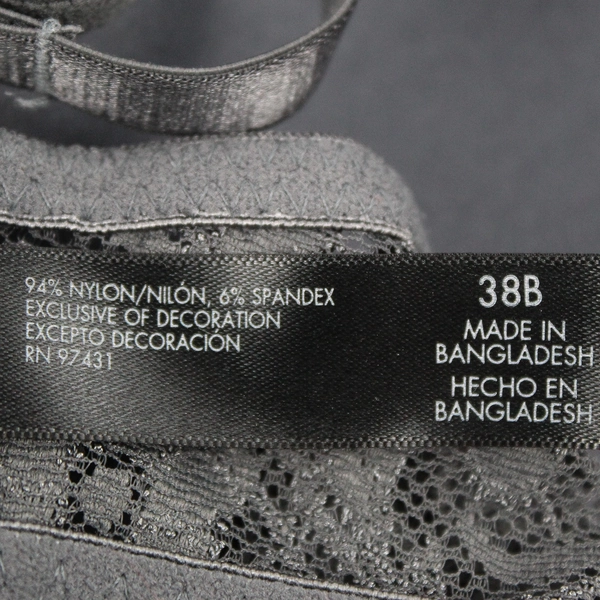 94% NYLON/NILÓN, 6% SPANDEX
EXCLUSIVE OF DECORATION
EXCEPTO DECORACIÓN
RN 97431
38B
MADE IN
BANGLADESH
HECHO EN
BANGLADESH